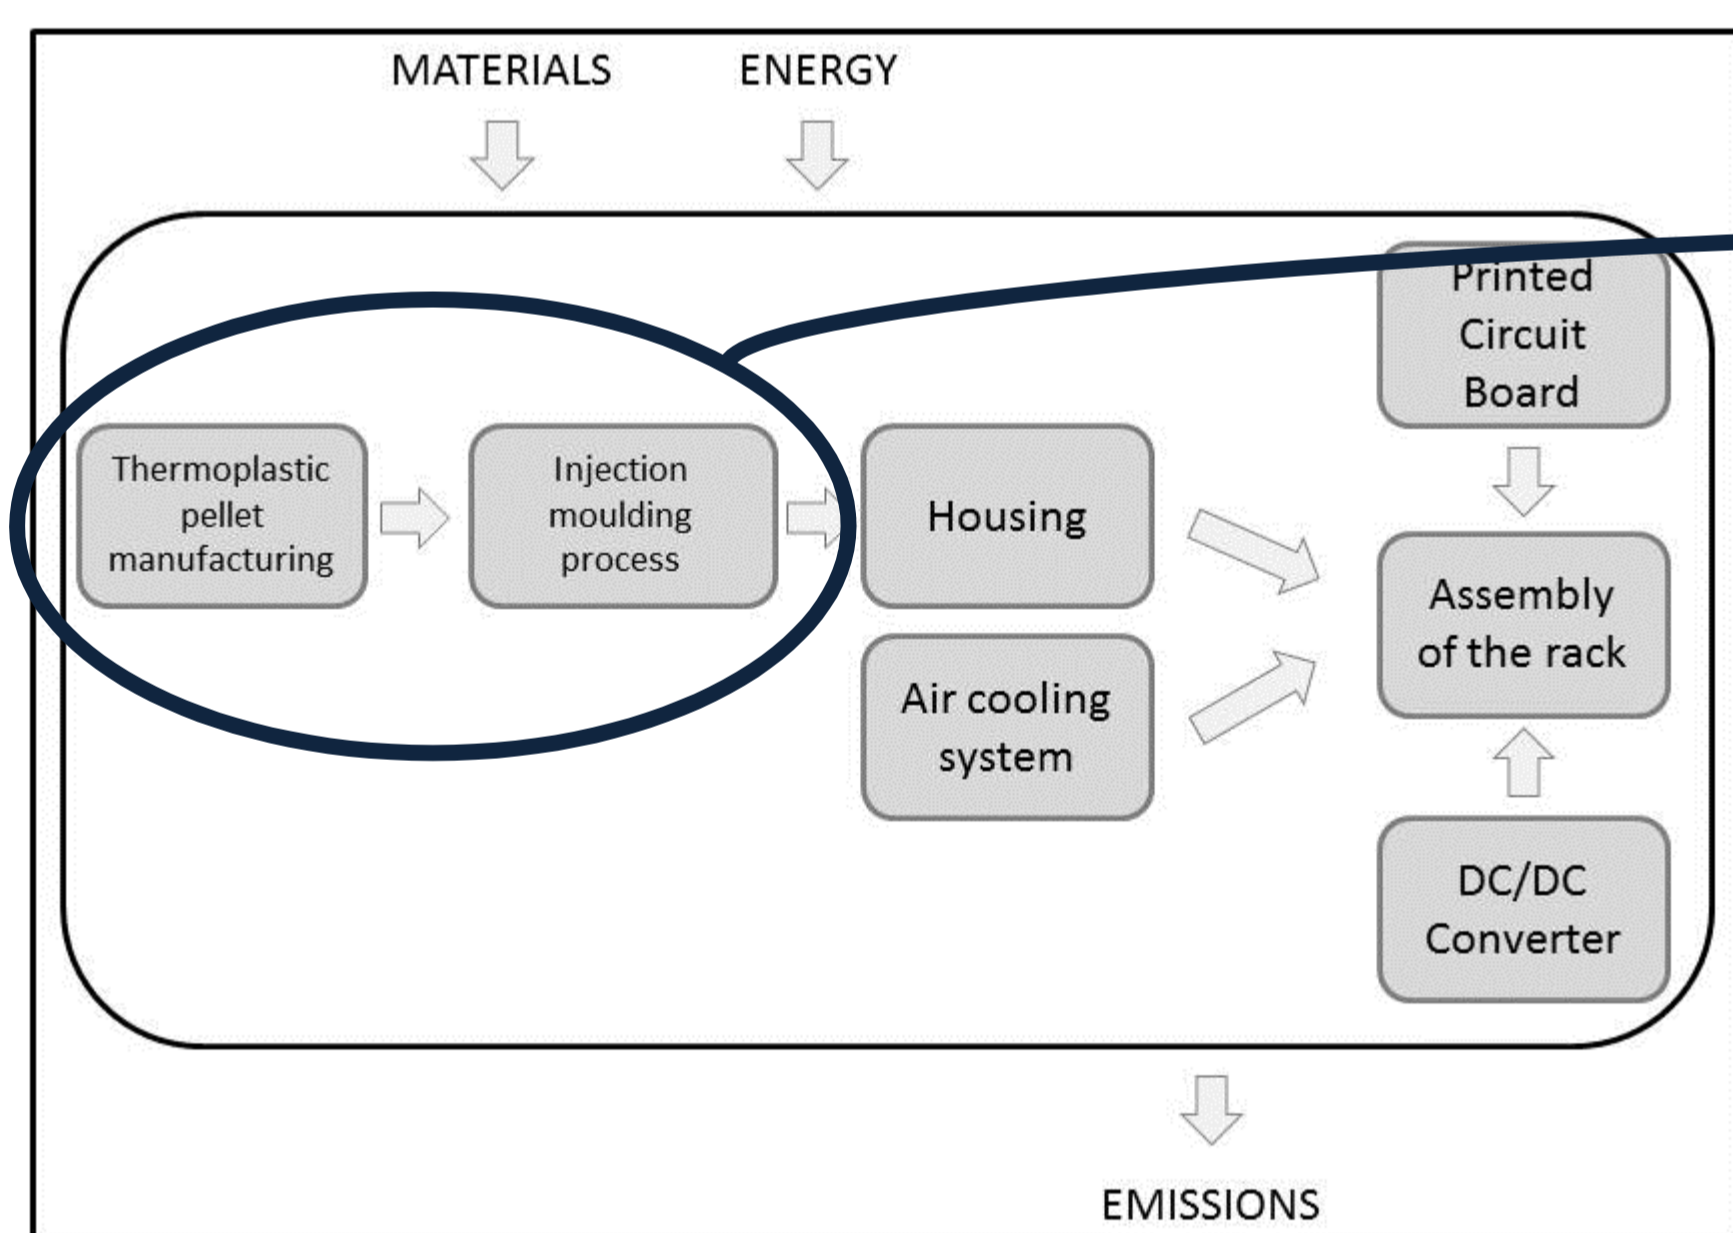 MATERIALS
ENERGY
Printed
Circuit
Board
Thermoplastic
pellet
manufacturing
Injection
moulding
process
Housing
Assembly
of the rack
Air cooling
system
DC/DC
Converter
EMISSIONS